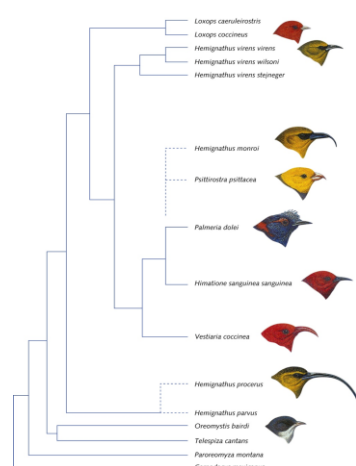 Loxops caeruleirostris
Loxops coccineus
Hemignathus virens virens
Hemignathus virens wilsoni
Hemignathus virens stejneger
Hemignathus monroi
Psittirostra psittacea
Palmeria dolei
Himatione sanguinea sanguinea
Vestiaria coccinea
Hemignathus procerus
Hemignathus parvus
Oreomystis bairdi
Telespiza cantans
Paroreomyza montana